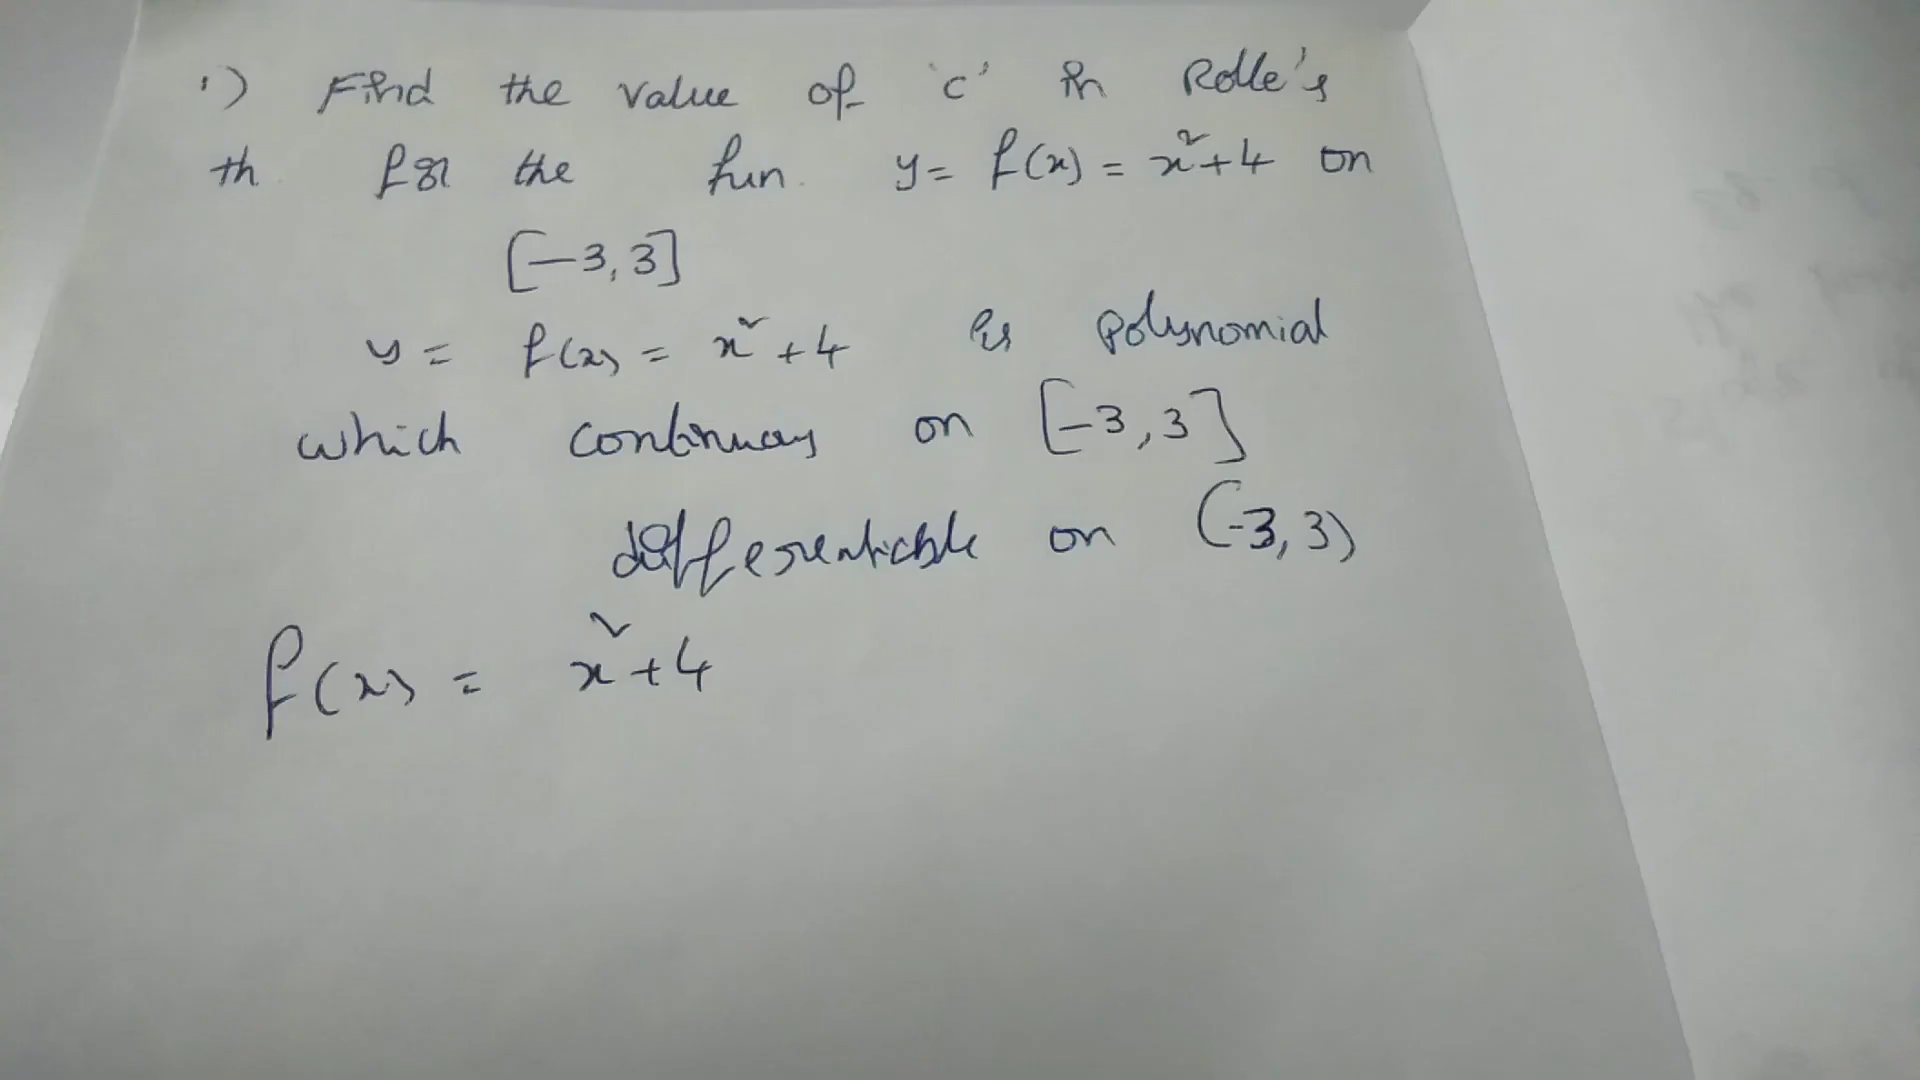 1) Find the value of 'c' in Rolle's
th. for the fun. y = f(x) = x²+4 on
[-3, 3]
y = f(x) = x²+4 is polynomial
which continuous on [-3, 3]
differentiable on (-3, 3)
f(x) = x²+4